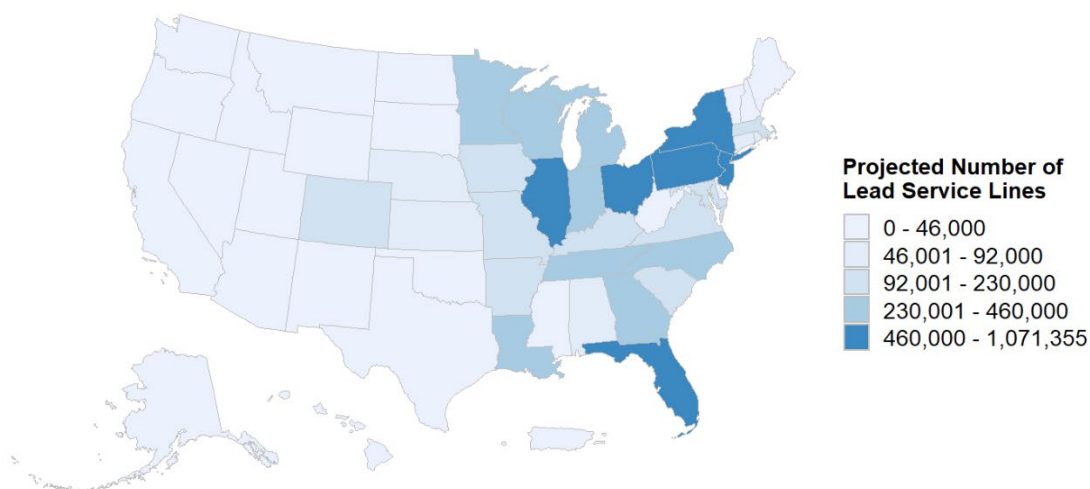 Projected Number of
Lead Service Lines
0 - 46,000
46,001 - 92,000
92,001 - 230,000
230,001 - 460,000
460,000 - 1,071,355